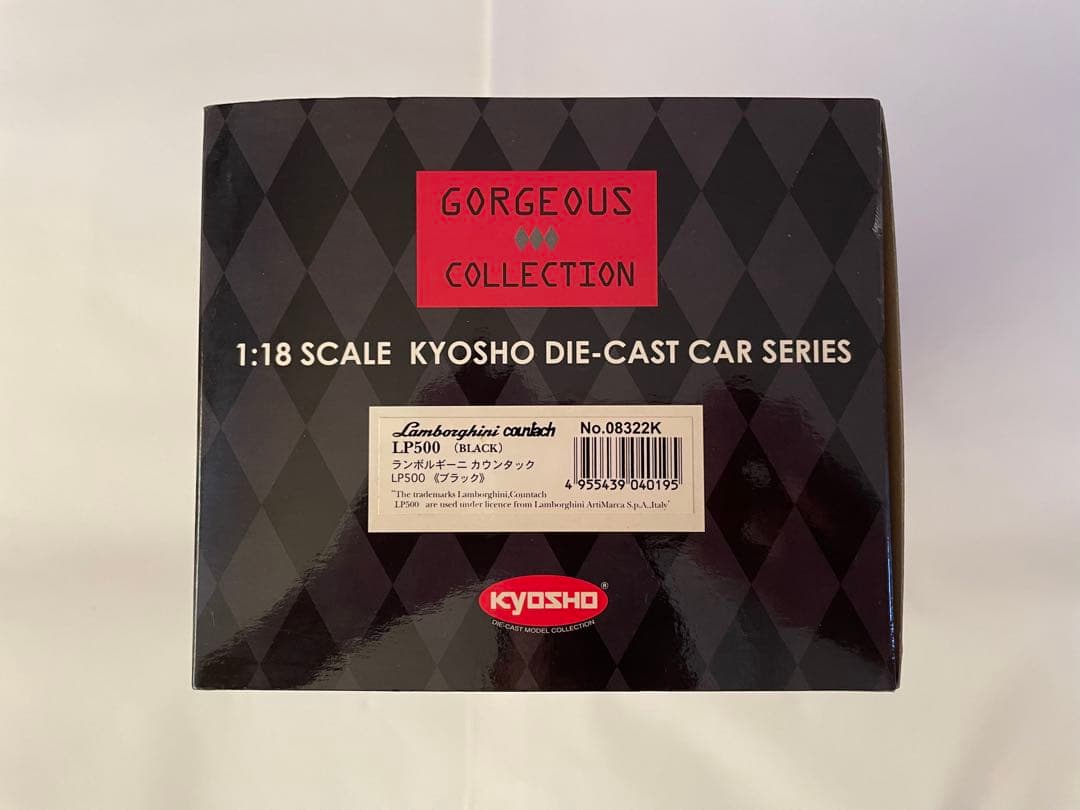 GORGEOUS
COLLECTION
1:18 SCALE KYOSHO DIE-CAST CAR SERIES
Lamborghini countach No.08322K
LP500 (BLACK)
ランボルギーニ カウンタック
LP500 《ブラック》
4 955439 040195
"The trademarks Lamborghini,Countach
LP500 are used under licence from Lamborghini ArtiMarca S.p.A.,Italy"
KYOSHO®
DIE-CAST MODEL COLLECTION